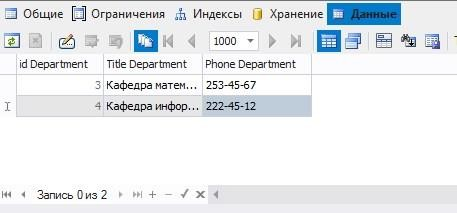 Общие Ограничения Индексы Хранение Данные
1000
id Department Title Department Phone Department
3 Кафедра матем... 253-45-67
4 Кафедра инфор... 222-45-12
Запись 0 из 2